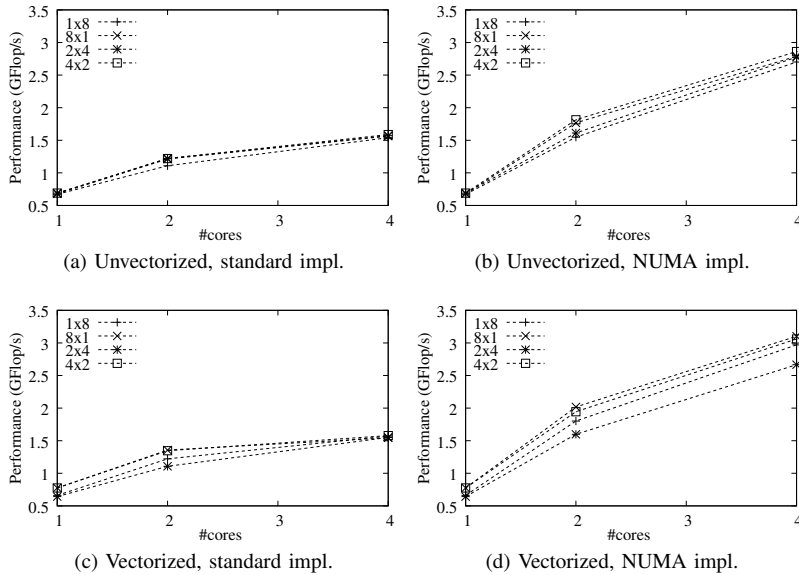 3.5
3
2.5
2
1.5
1
0.5
Performance (GFlop/s)
1x8
8x1
2x4
4x2
1 2 3 4
#cores
(a) Unvectorized, standard impl.
3.5
3
2.5
2
1.5
1
0.5
Performance (GFlop/s)
1x8
8x1
2x4
4x2
1 2 3 4
#cores
(b) Unvectorized, NUMA impl.
3.5
3
2.5
2
1.5
1
0.5
Performance (GFlop/s)
1x8
8x1
2x4
4x2
1 2 3 4
#cores
(c) Vectorized, standard impl.
3.5
3
2.5
2
1.5
1
0.5
Performance (GFlop/s)
1x8
8x1
2x4
4x2
1 2 3 4
#cores
(d) Vectorized, NUMA impl.